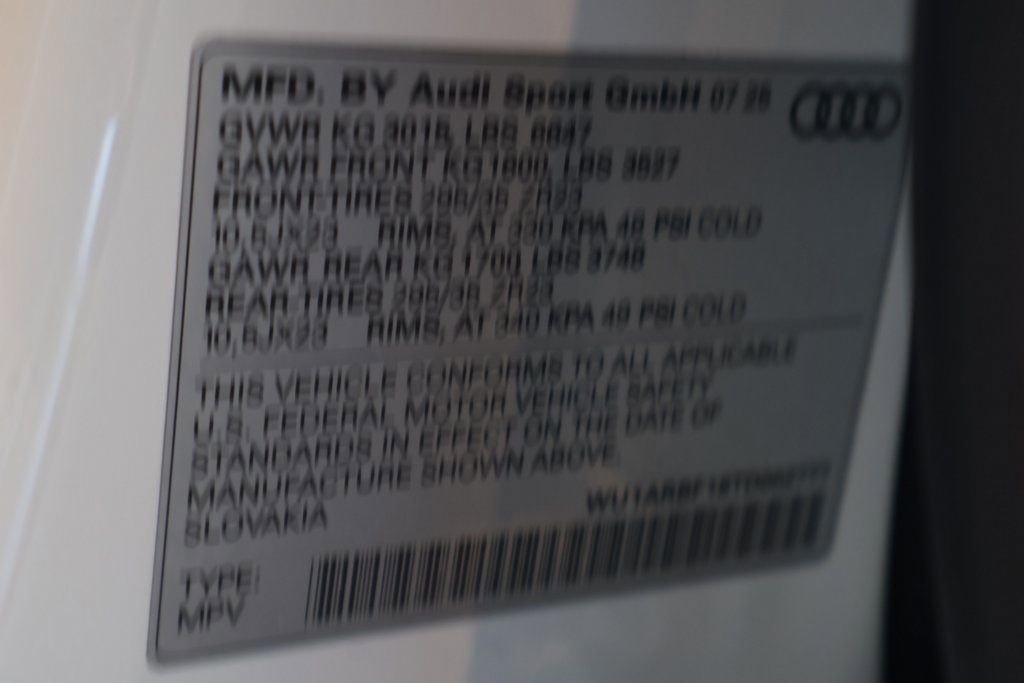 MFD. BY Audi Sport GmbH 07 25
GVWR KG 3015, LBS 6647
GAWR FRONT KG 1600, LBS 3527
FRONT:TIRES 295/35 ZR23
10,5JX23 RIMS, AT 330 KPA 48 PSI COLD
GAWR REAR KG 1700 LBS 3748
REAR:TIRES 295/35 ZR23
10,5JX23 RIMS, AT 340 KPA 49 PSI COLD
THIS VEHICLE CONFORMS TO ALL APPLICABLE
U.S. FEDERAL MOTOR VEHICLE SAFETY
STANDARDS IN EFFECT ON THE DATE OF
MANUFACTURE SHOWN ABOVE.
SLOVAKIA
TYPE:
MPV